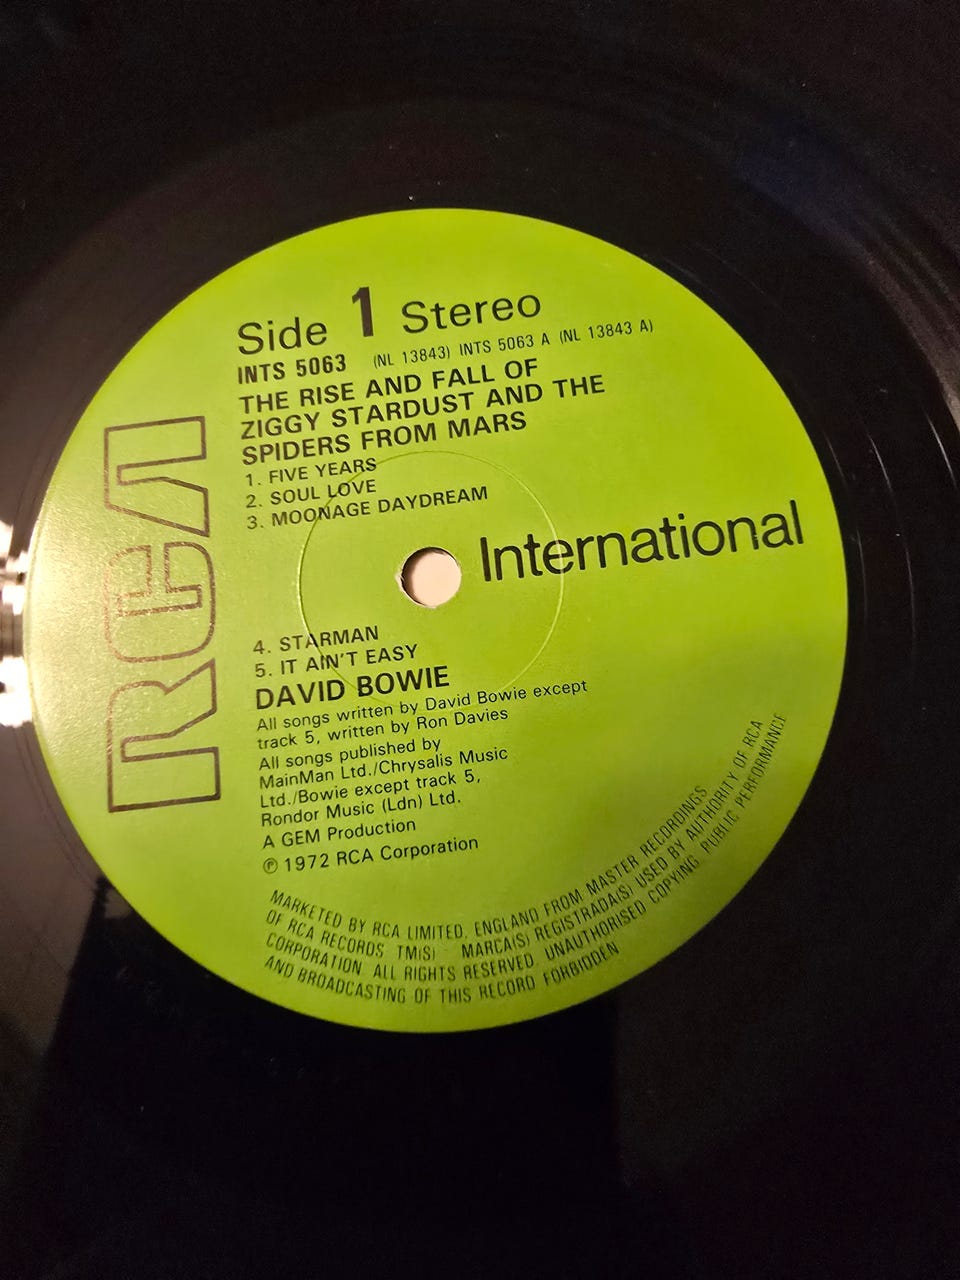 RCA
Side 1 Stereo
INTS 5063 (NL 13843) INTS 5063 A (NL 13843 A)
THE RISE AND FALL OF
ZIGGY STARDUST AND THE
SPIDERS FROM MARS
1. FIVE YEARS
2. SOUL LOVE
3. MOONAGE DAYDREAM
International
4. STARMAN
5. IT AIN'T EASY
DAVID BOWIE
All songs written by David Bowie except
track 5, written by Ron Davies
All songs published by
MainMan Ltd./Chrysalis Music
Ltd./Bowie except track 5,
Rondor Music (Ldn) Ltd.
A GEM Production
℗ 1972 RCA Corporation
MARKETED BY RCA LIMITED, ENGLAND FROM MASTER RECORDINGS
OF RCA RECORDS TM(S) MARCA(S) REGISTRADA(S) USED BY AUTHORITY OF RCA
CORPORATION. ALL RIGHTS RESERVED. UNAUTHORISED COPYING PUBLIC PERFORMANCE
AND BROADCASTING OF THIS RECORD FORBIDDEN